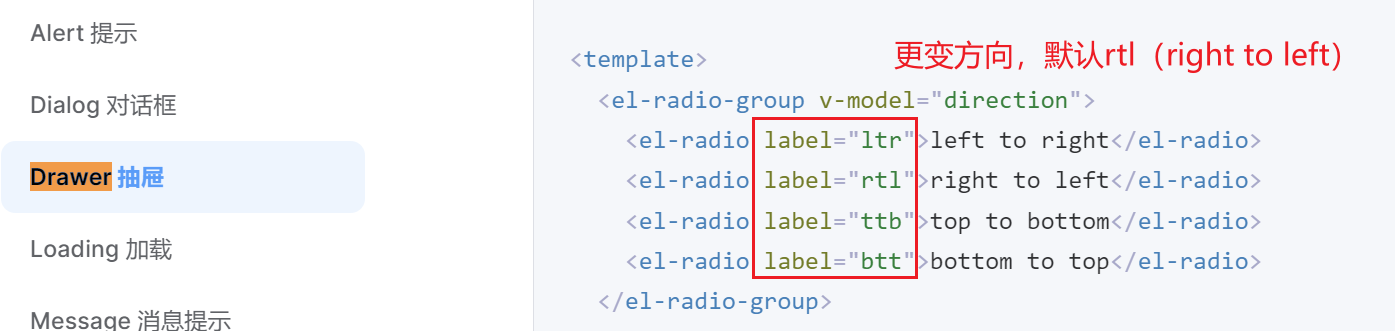 Alert 提示
Dialog 对话框
Drawer 抽屉
Loading 加载
Message 消息提示
更变方向，默认rtl（right to left）
<template>
<el-radio-group v-model="direction">
<el-radio label="ltr">left to right</el-radio>
<el-radio label="rtl">right to left</el-radio>
<el-radio label="ttb">top to bottom</el-radio>
<el-radio label="btt">bottom to top</el-radio>
</el-radio-group>